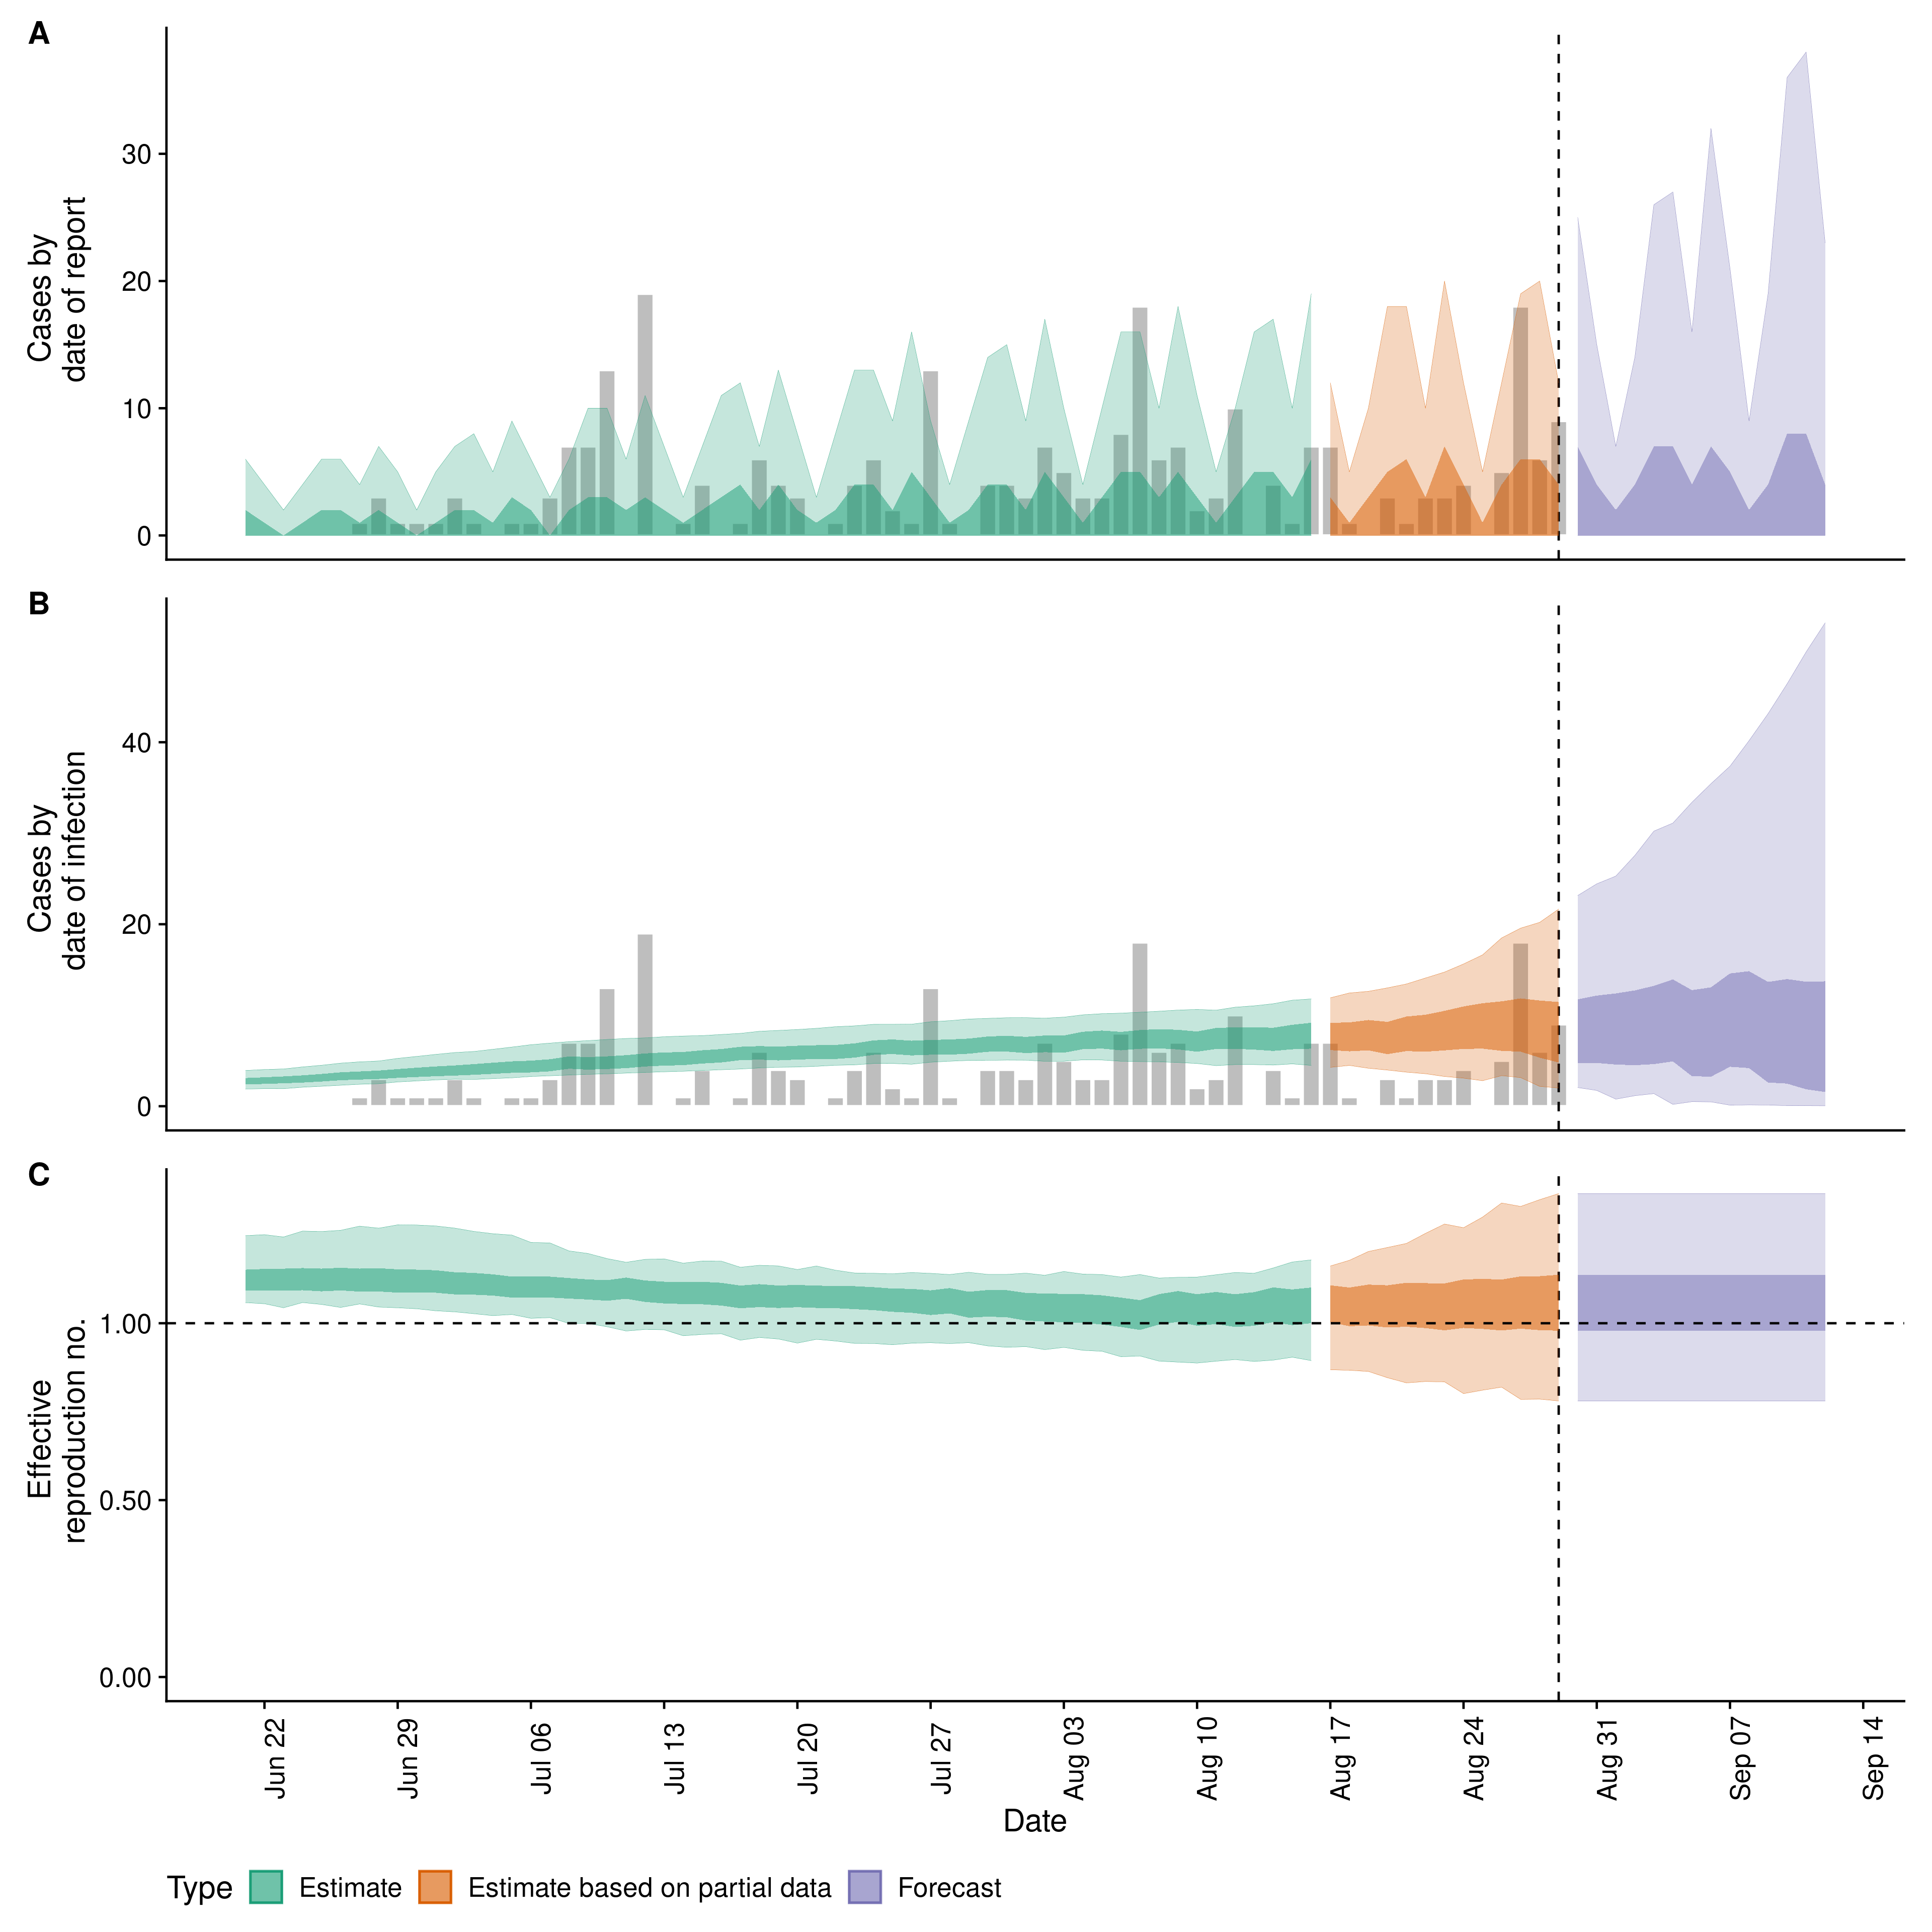 A
Cases by
date of report
30
20
10
0
B
Cases by
date of infection
40
20
0
C
Effective
reproduction no.
1.00
0.50
0.00
Jun 22
Jun 29
Jul 06
Jul 13
Jul 20
Jul 27
Aug 03
Aug 10
Aug 17
Aug 24
Aug 31
Sep 07
Sep 14
Date
Type Estimate Estimate based on partial data Forecast